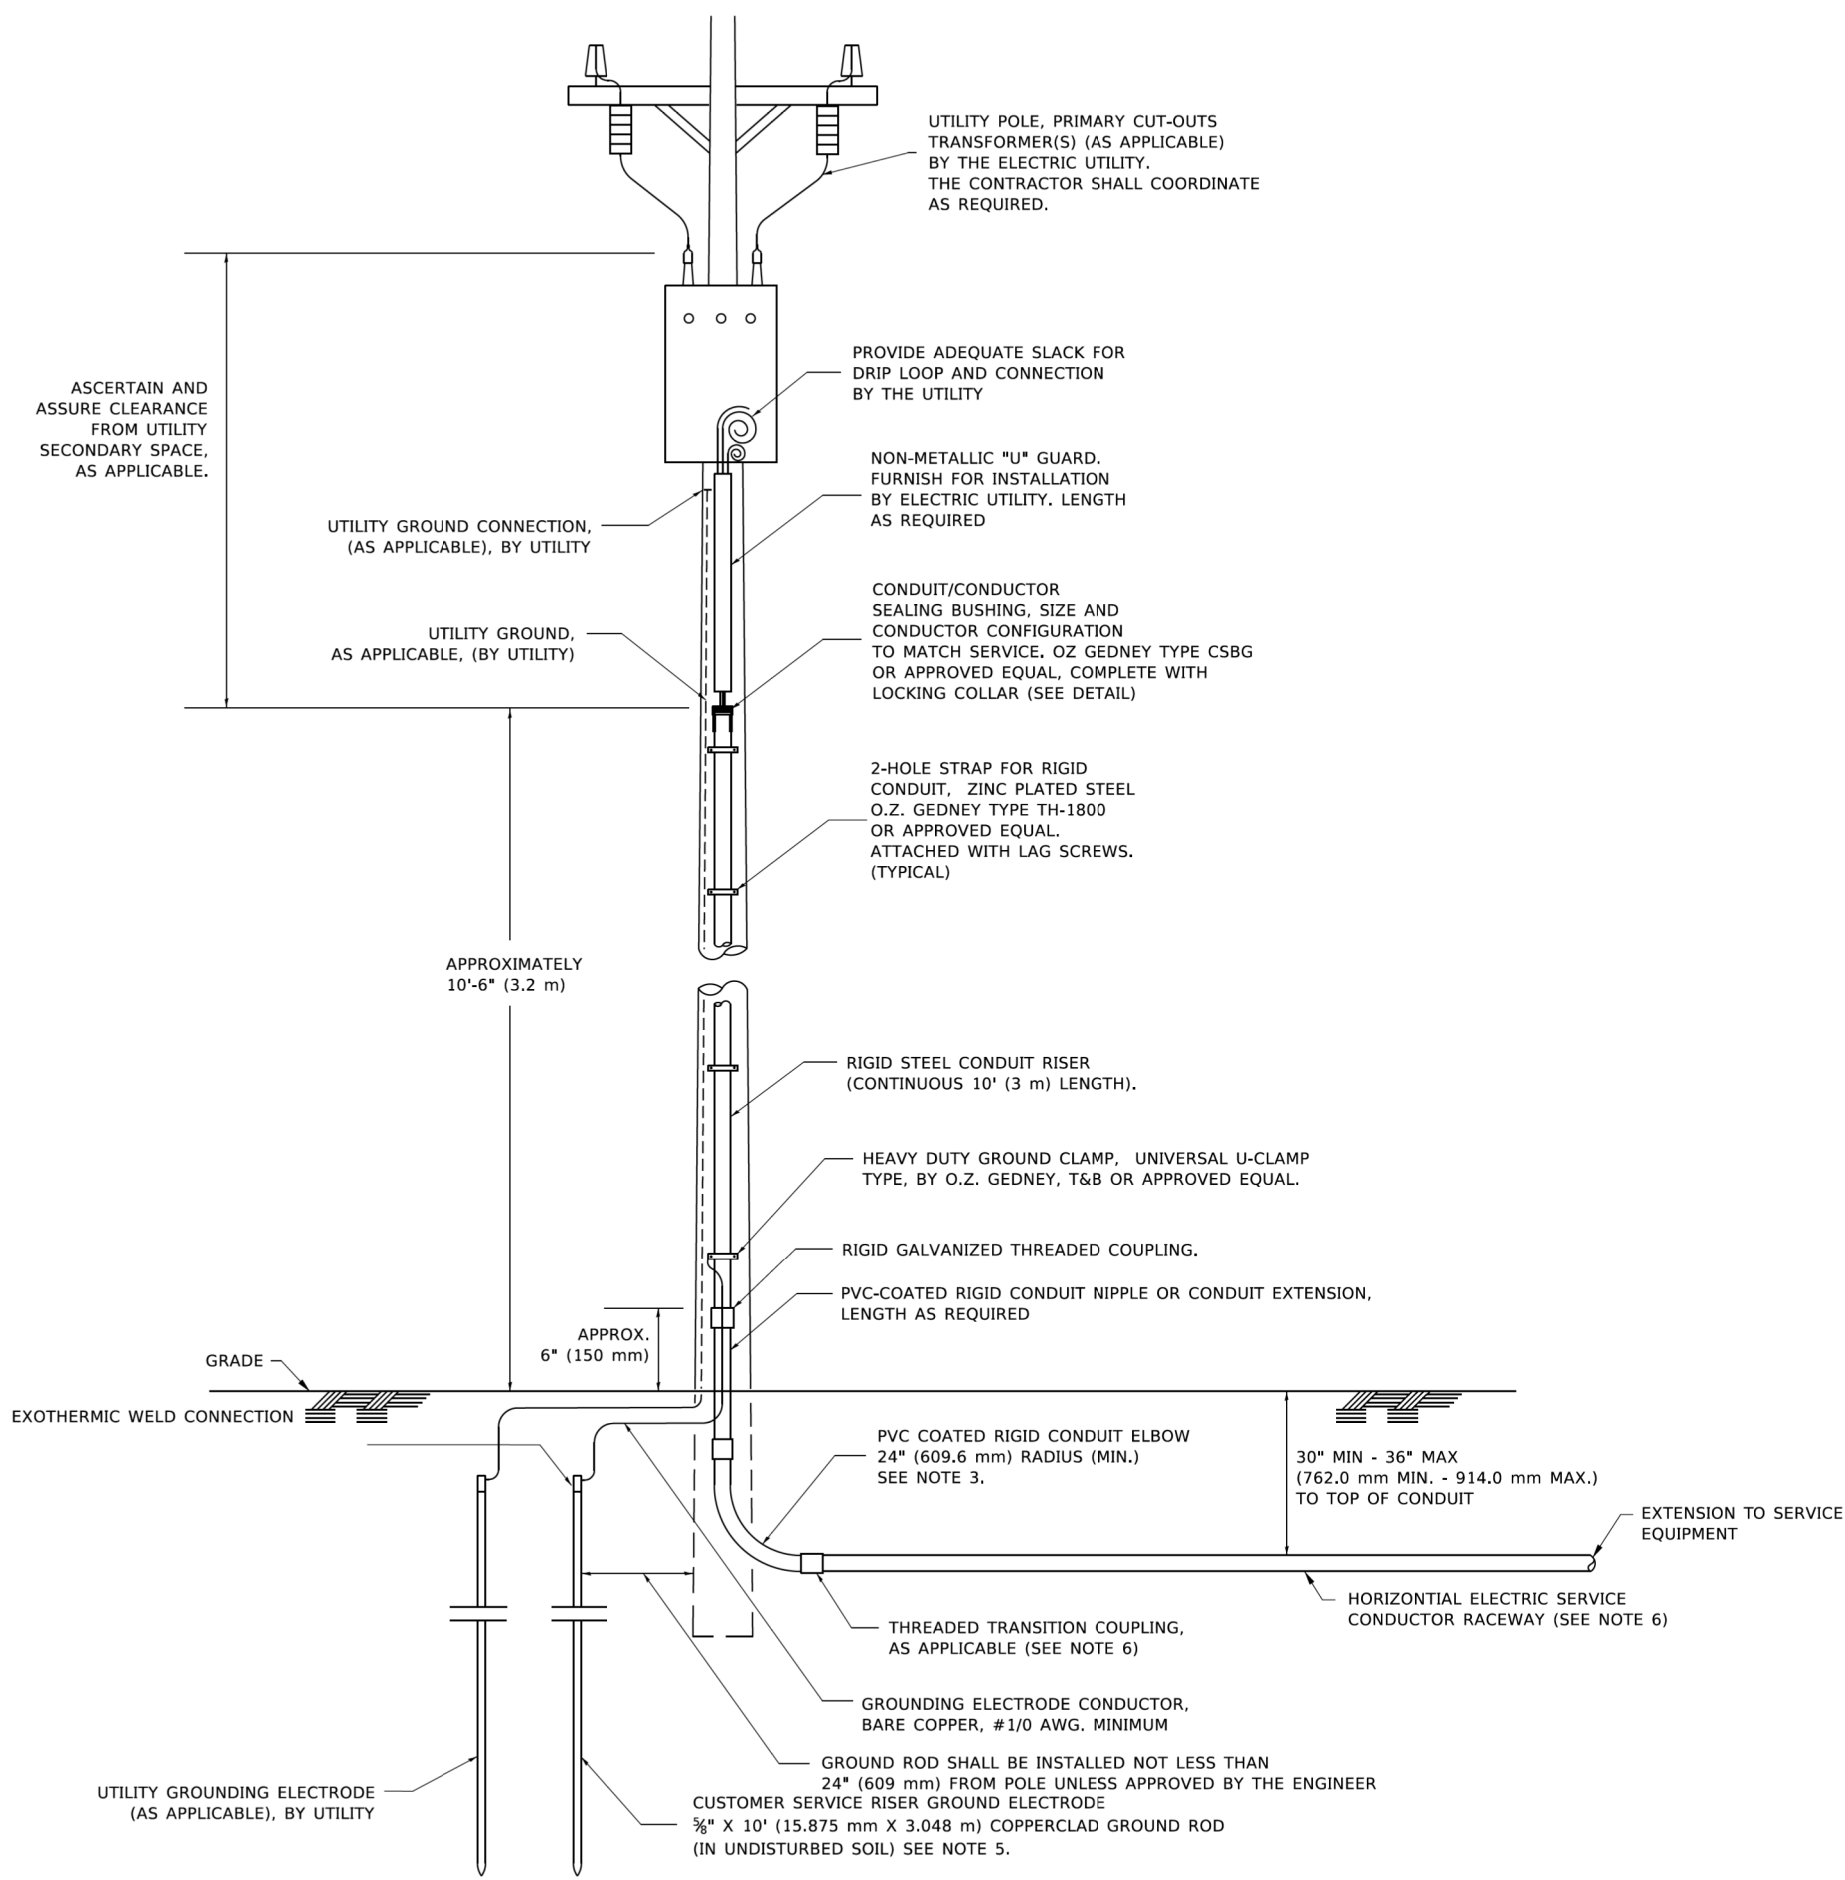 UTILITY POLE, PRIMARY CUT-OUTS
TRANSFORMER(S) (AS APPLICABLE)
BY THE ELECTRIC UTILITY.
THE CONTRACTOR SHALL COORDINATE
AS REQUIRED.
PROVIDE ADEQUATE SLACK FOR
DRIP LOOP AND CONNECTION
BY THE UTILITY
ASCERTAIN AND
ASSURE CLEARANCE
FROM UTILITY
SECONDARY SPACE,
AS APPLICABLE.
NON-METALLIC "U" GUARD.
FURNISH FOR INSTALLATION
BY ELECTRIC UTILITY. LENGTH
AS REQUIRED
UTILITY GROUND CONNECTION,
(AS APPLICABLE), BY UTILITY
CONDUIT/CONDUCTOR
SEALING BUSHING, SIZE AND
CONDUCTOR CONFIGURATION
TO MATCH SERVICE. OZ GEDNEY TYPE CSBG
OR APPROVED EQUAL, COMPLETE WITH
LOCKING COLLAR (SEE DETAIL)
UTILITY GROUND,
AS APPLICABLE, (BY UTILITY)
2-HOLE STRAP FOR RIGID
CONDUIT, ZINC PLATED STEEL
O.Z. GEDNEY TYPE TH-1800
OR APPROVED EQUAL.
ATTACHED WITH LAG SCREWS.
(TYPICAL)
APPROXIMATELY
10'-6" (3.2 m)
RIGID STEEL CONDUIT RISER
(CONTINUOUS 10' (3 m) LENGTH).
HEAVY DUTY GROUND CLAMP, UNIVERSAL U-CLAMP
TYPE, BY O.Z. GEDNEY, T&B OR APPROVED EQUAL.
RIGID GALVANIZED THREADED COUPLING.
PVC-COATED RIGID CONDUIT NIPPLE OR CONDUIT EXTENSION,
LENGTH AS REQUIRED
APPROX.
6" (150 mm)
GRADE
EXOTHERMIC WELD CONNECTION
PVC COATED RIGID CONDUIT ELBOW
24" (609.6 mm) RADIUS (MIN.)
SEE NOTE 3.
30" MIN - 36" MAX
(762.0 mm MIN. - 914.0 mm MAX.)
TO TOP OF CONDUIT
EXTENSION TO SERVICE
EQUIPMENT
HORIZONTIAL ELECTRIC SERVICE
CONDUCTOR RACEWAY (SEE NOTE 6)
THREADED TRANSITION COUPLING,
AS APPLICABLE (SEE NOTE 6)
GROUNDING ELECTRODE CONDUCTOR,
BARE COPPER, #1/0 AWG. MINIMUM
GROUND ROD SHALL BE INSTALLED NOT LESS THAN
24" (609 mm) FROM POLE UNLESS APPROVED BY THE ENGINEER
UTILITY GROUNDING ELECTRODE
(AS APPLICABLE), BY UTILITY
CUSTOMER SERVICE RISER GROUND ELECTRODE
⅝" X 10' (15.875 mm X 3.048 m) COPPERCLAD GROUND ROD
(IN UNDISTURBED SOIL) SEE NOTE 5.